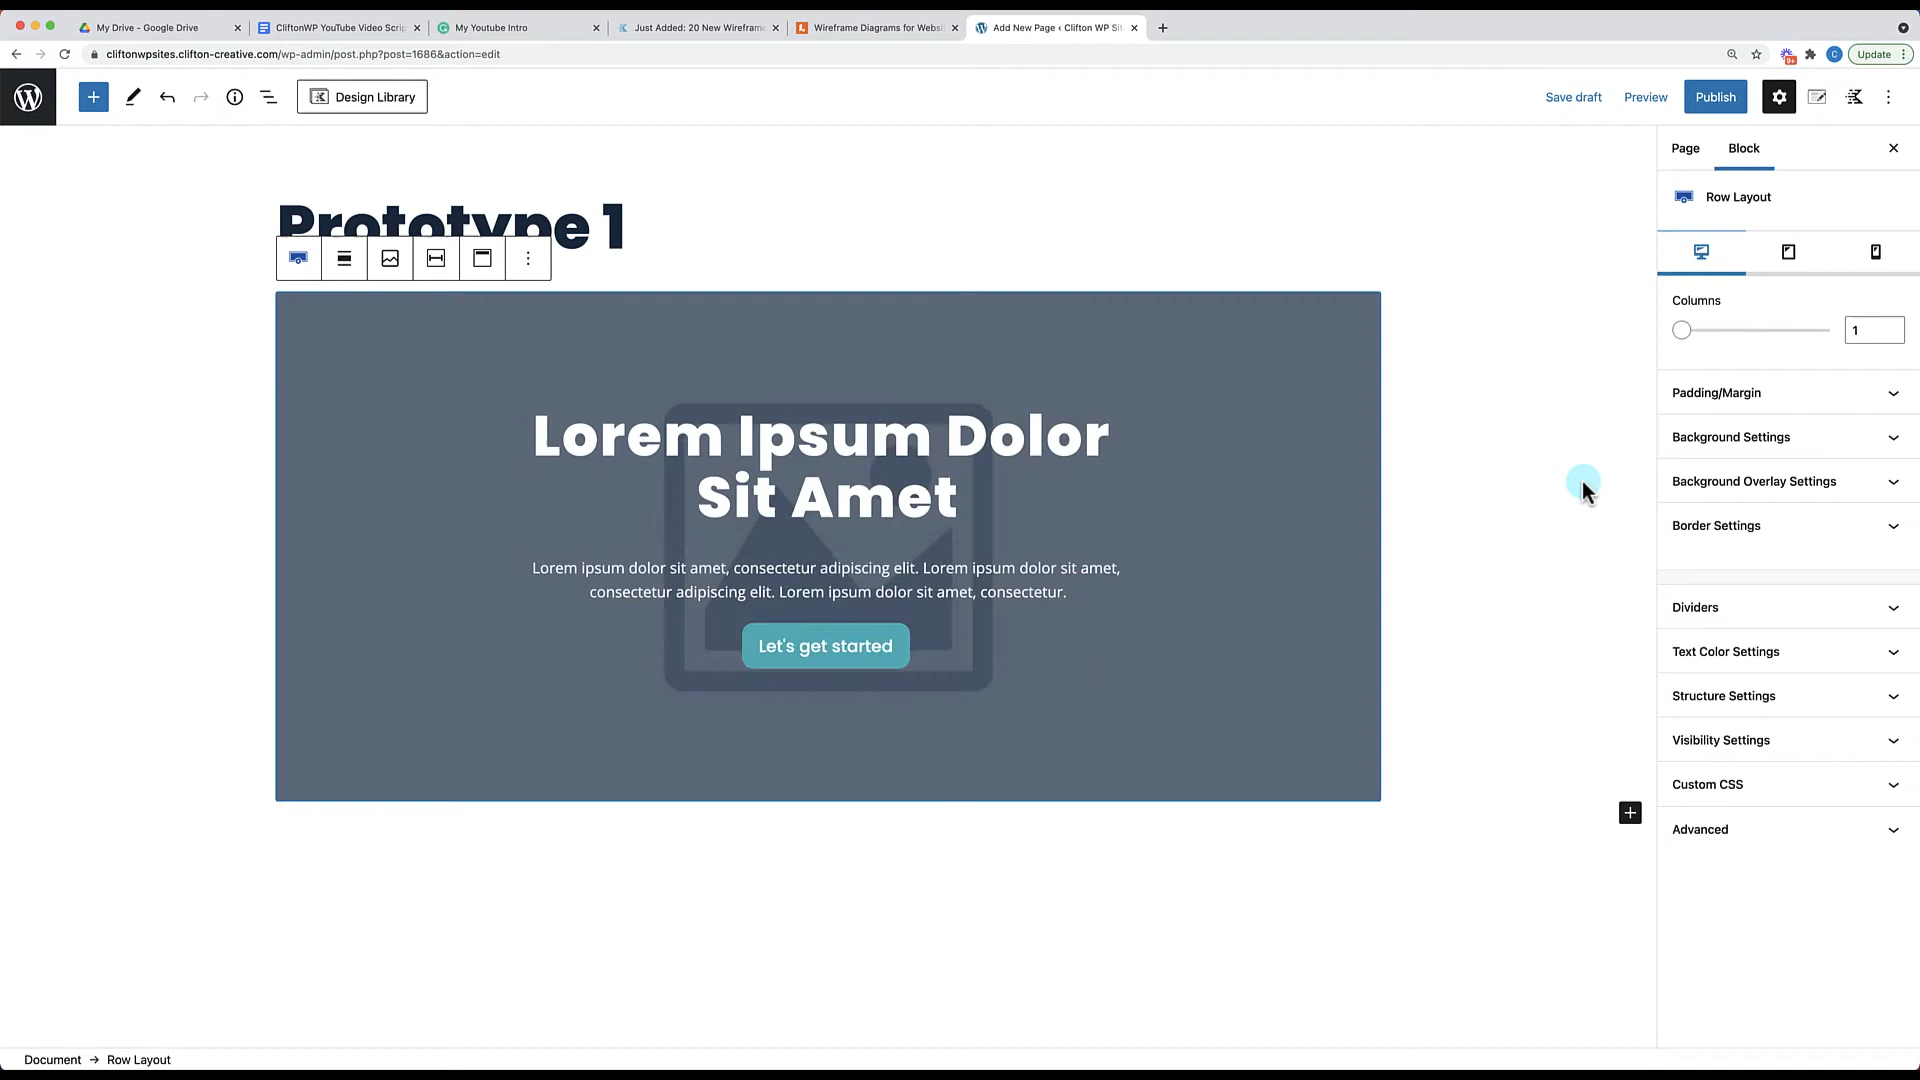 My Drive - Google Drive
CliftonWP YouTube Video Scrip
My Youtube Intro
Just Added: 20 New Wireframe
Wireframe Diagrams for Websi
Add New Page ‹ Clifton WP Sit
cliftonwpsites.clifton-creative.com/wp-admin/post.php?post=1686&action=edit
9+
C
Update
Design Library
Save draft
Preview
Publish
Page
Block
Row Layout
Prototype 1
Columns
1
Padding/Margin
Background Settings
Background Overlay Settings
Border Settings
Dividers
Text Color Settings
Structure Settings
Visibility Settings
Custom CSS
Advanced
Lorem Ipsum Dolor
Sit Amet
Lorem ipsum dolor sit amet, consectetur adipiscing elit. Lorem ipsum dolor sit amet,
consectetur adipiscing elit. Lorem ipsum dolor sit amet, consectetur.
Let's get started
Document → Row Layout